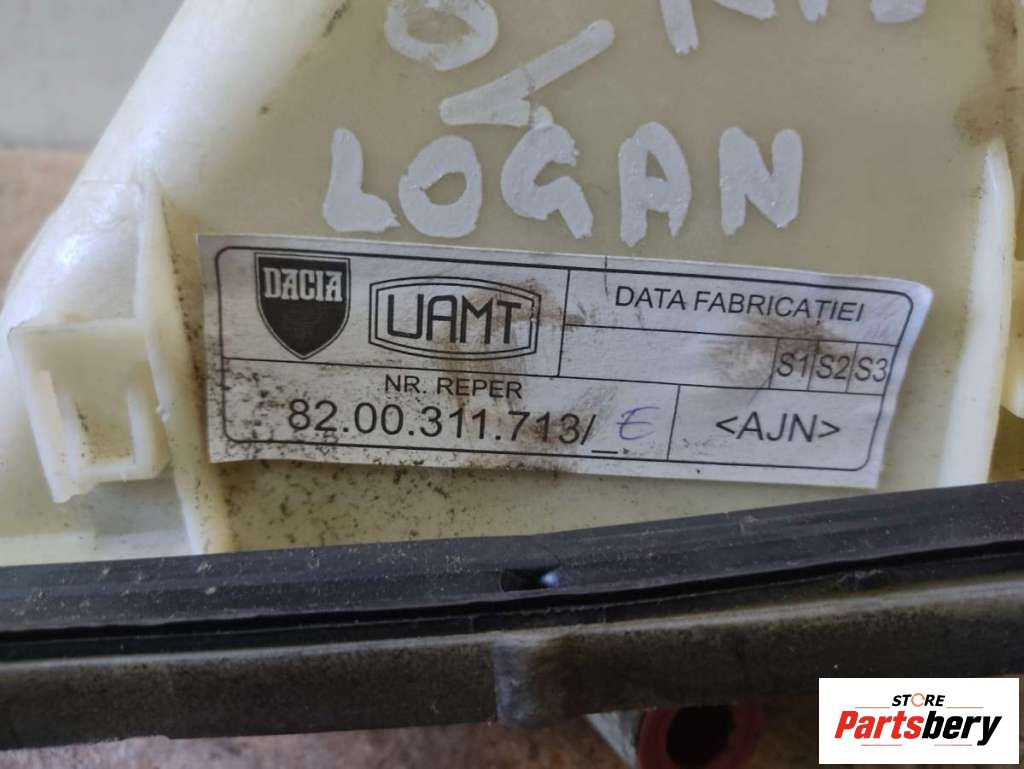 LOGAN
DACIA
UAMT
DATA FABRICATIEI
S1 S2 S3
NR. REPER
82.00.311.713/_E
<AJN>
STORE
Partsbery